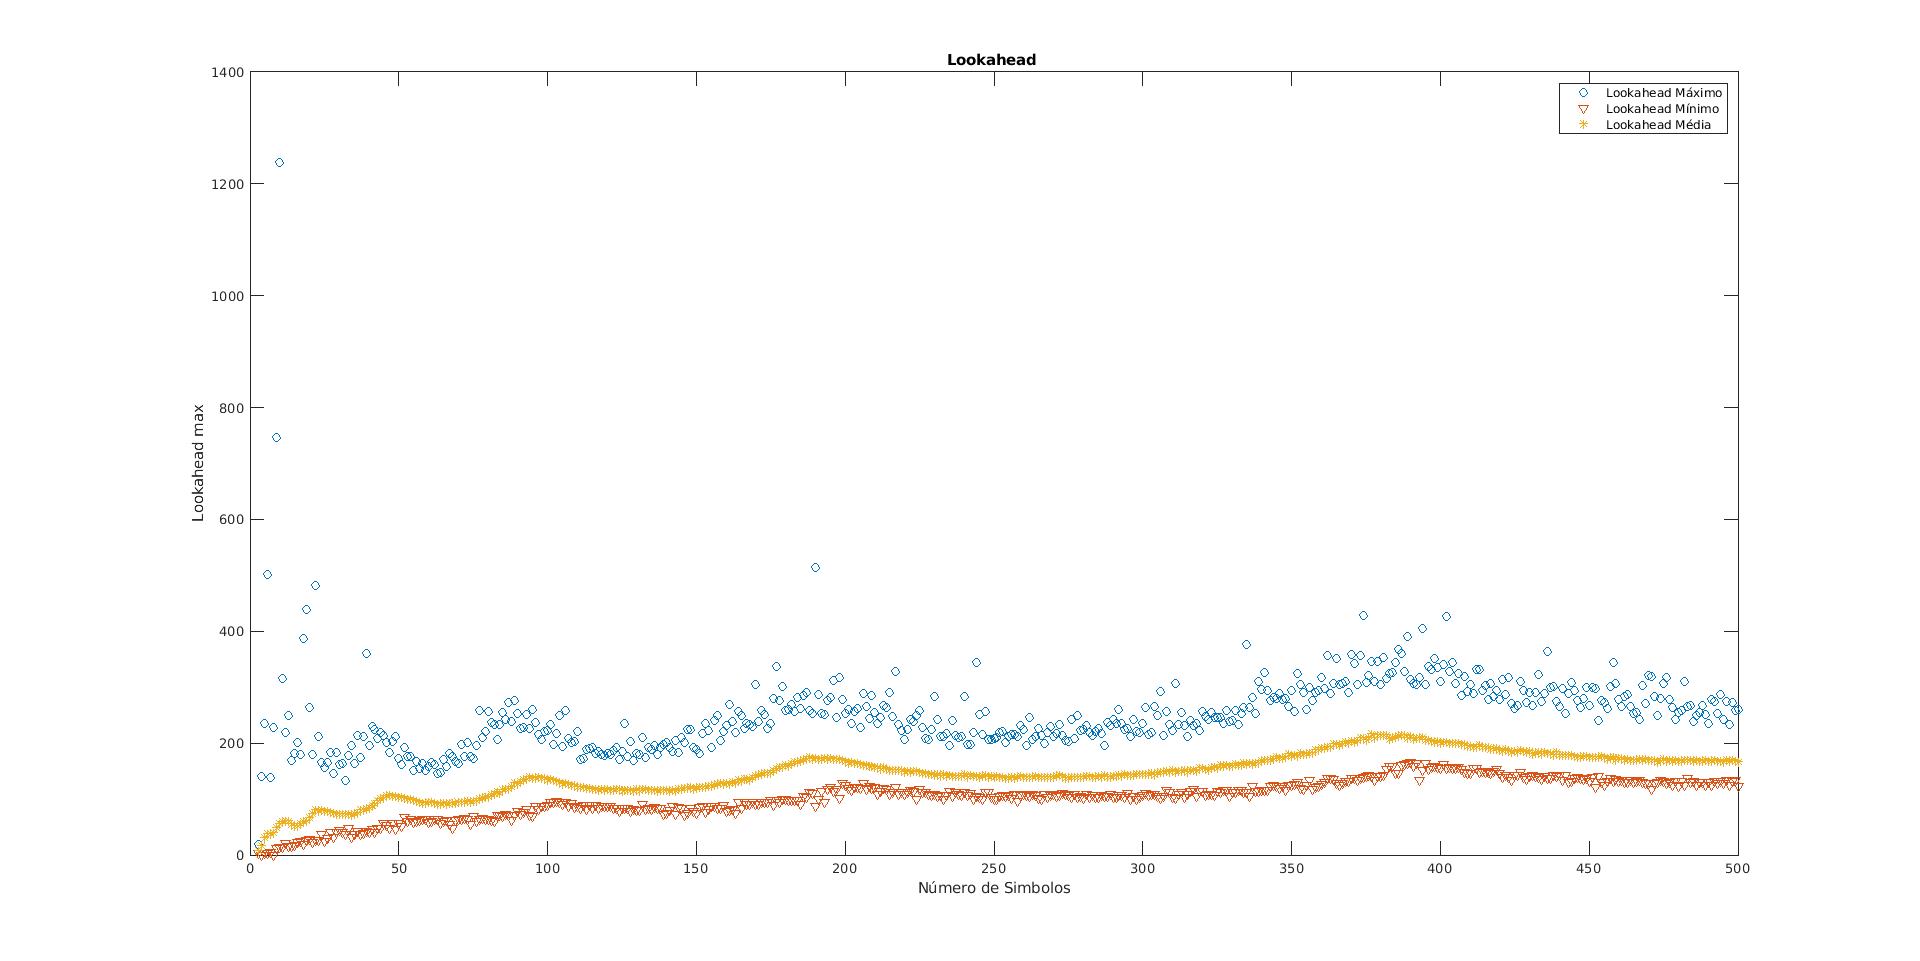 Lookahead
Lookahead Máximo
Lookahead Mínimo
Lookahead Média
1400
1200
1000
800
600
400
200
0
Lookahead max
0 50 100 150 200 250 300 350 400 450 500
Número de Simbolos